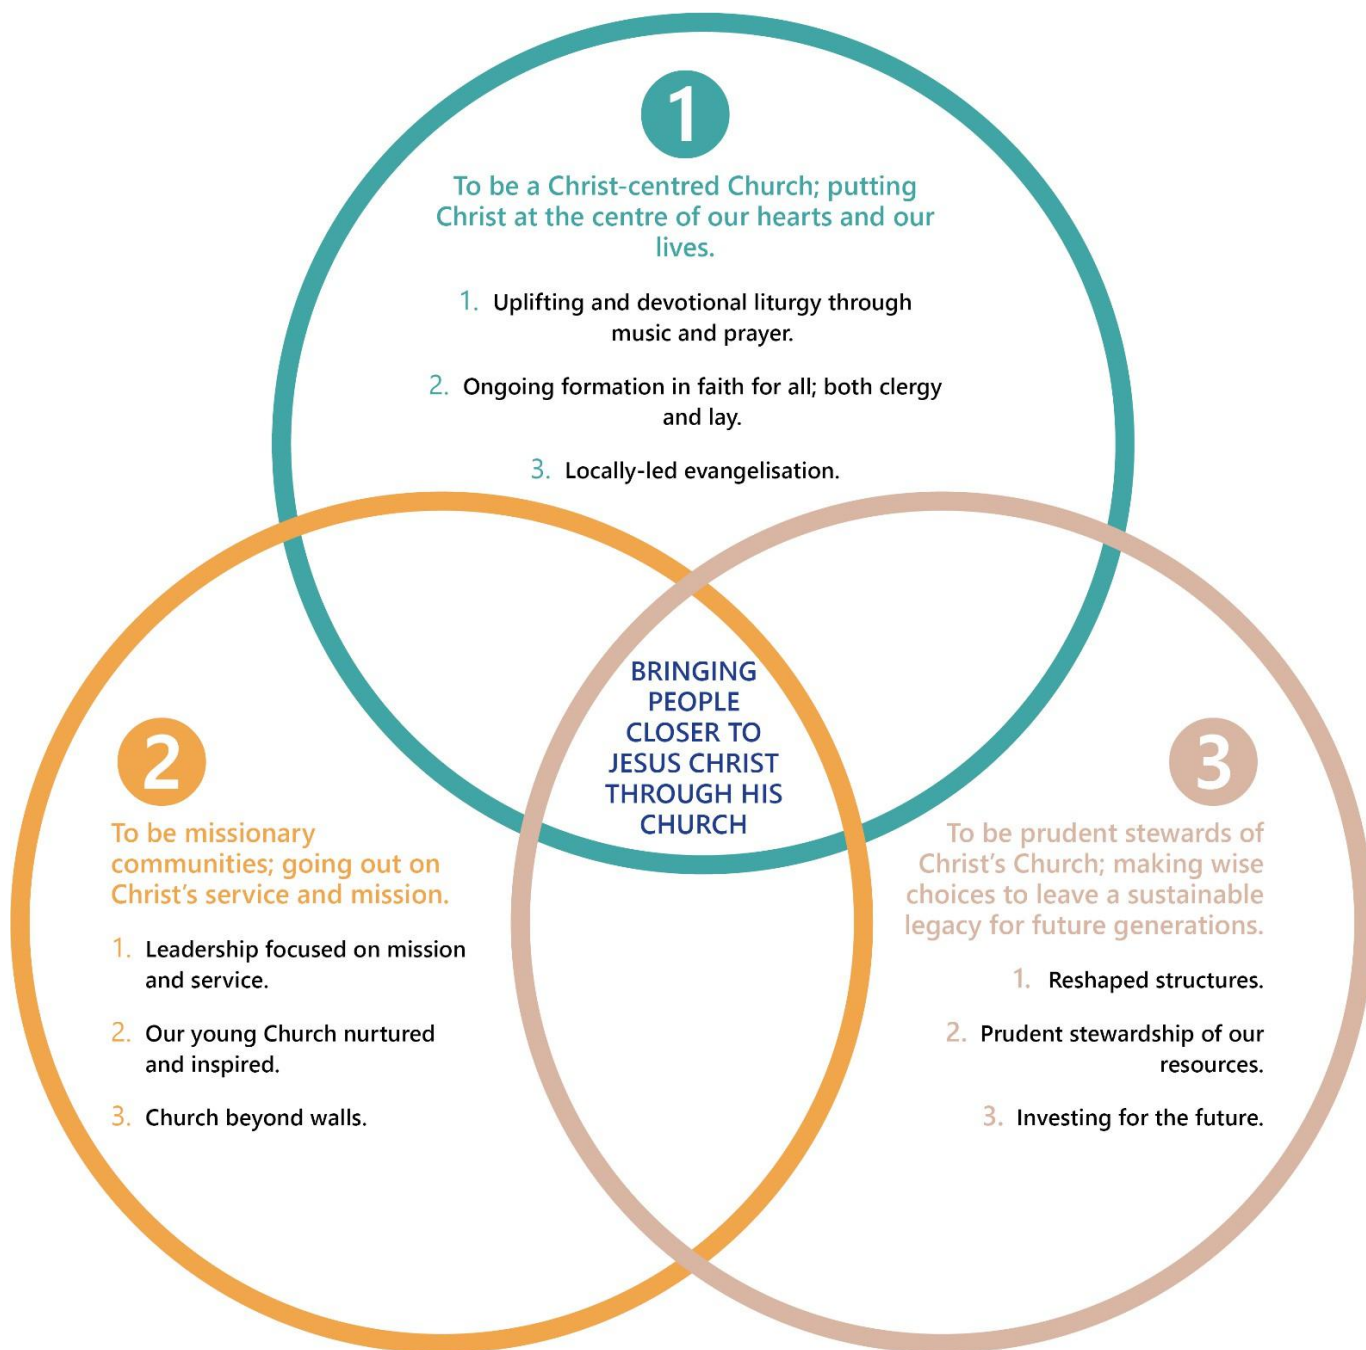 1
To be a Christ-centred Church; putting
Christ at the centre of our hearts and our
lives.
1. Uplifting and devotional liturgy through
music and prayer.
2. Ongoing formation in faith for all; both clergy
and lay.
3. Locally-led evangelisation.
BRINGING
PEOPLE
CLOSER TO
JESUS CHRIST
THROUGH HIS
CHURCH
2
To be missionary
communities; going out on
Christ's service and mission.
1. Leadership focused on mission
and service.
2. Our young Church nurtured
and inspired.
3. Church beyond walls.
3
To be prudent stewards of
Christ's Church; making wise
choices to leave a sustainable
legacy for future generations.
1. Reshaped structures.
2. Prudent stewardship of our
resources.
3. Investing for the future.